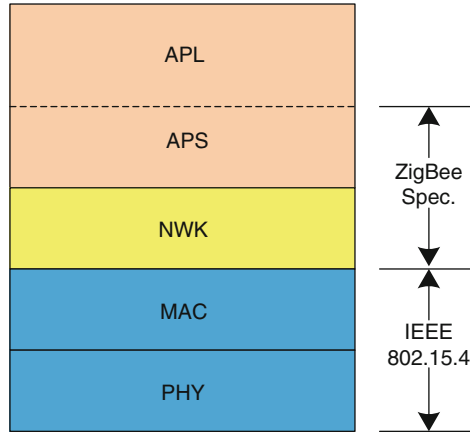 APL
APS
ZigBee
Spec.
NWK
MAC
IEEE
802.15.4
PHY